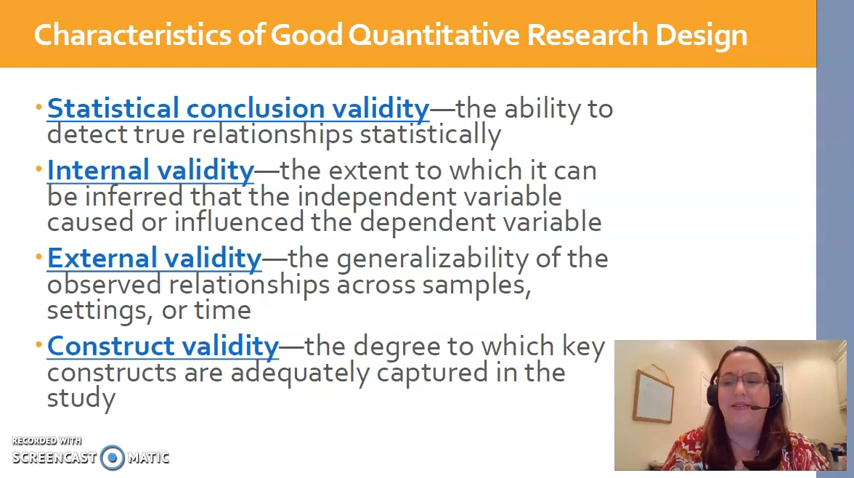 Characteristics of Good Quantitative Research Design
•Statistical conclusion validity—the ability to
detect true relationships statistically
•Internal validity—the extent to which it can
be inferred that the independent variable
caused or influenced the dependent variable
•External validity—the generalizability of the
observed relationships across samples,
settings, or time
•Construct validity—the degree to which key
constructs are adequately captured in the
study
RECORDED WITH
SCREENCAST MATIC